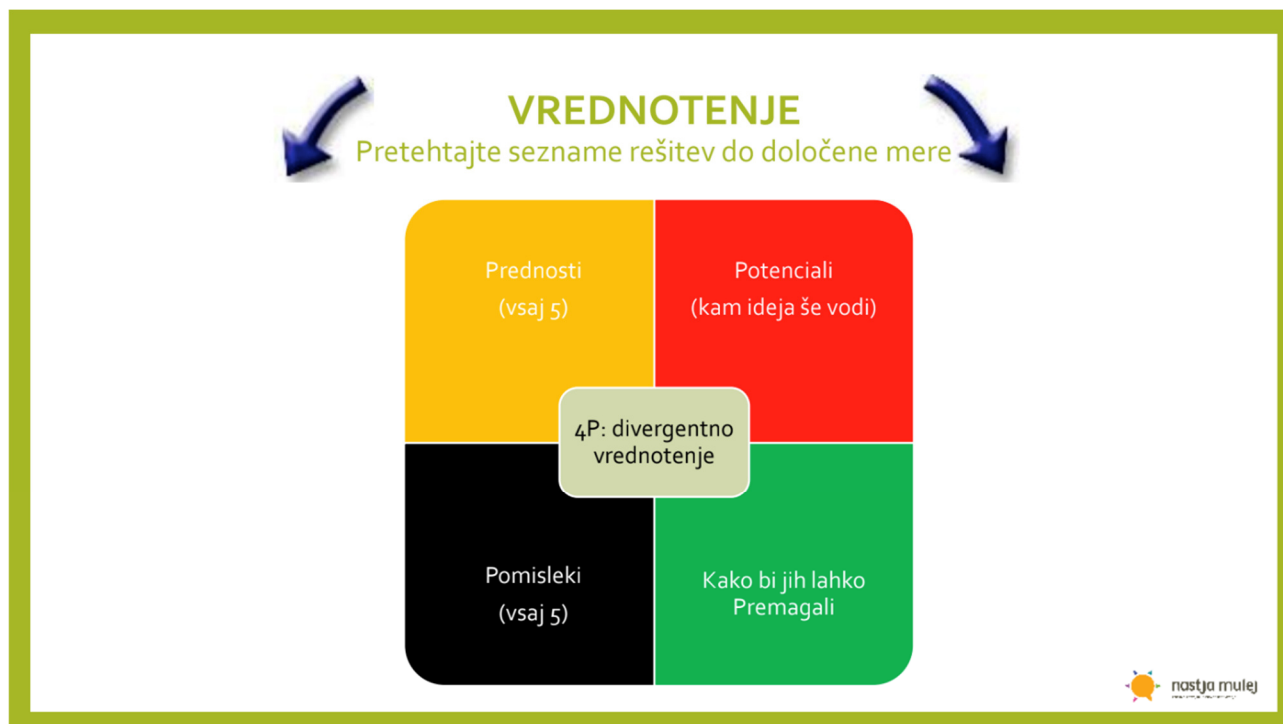 VREDNOTENJE
Pretehtajte sezname rešitev do določene mere
Prednosti
(vsaj 5)
Potenciali
(kam ideja še vodi)
4P: divergentno
vrednotenje
Pomisleki
(vsaj 5)
Kako bi jih lahko
Premagali
nastja mulej